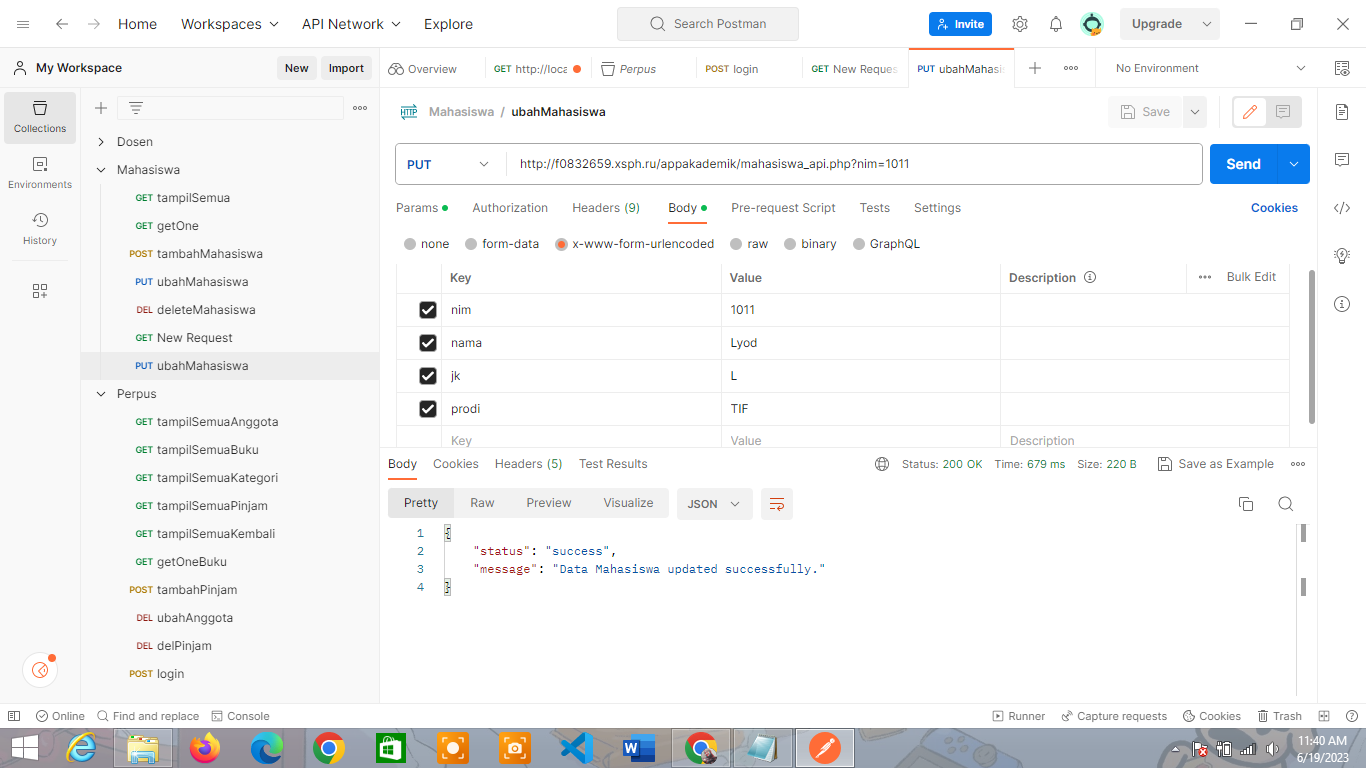 Home Workspaces API Network Explore Search Postman Invite Upgrade
My Workspace New Import Overview GET http://loca Perpus POST login GET New Reques PUT ubahMahasis No Environment
Collections
Environments
History
Dosen
Mahasiswa
GET tampilSemua
GET getOne
POST tambahMahasiswa
PUT ubahMahasiswa
DEL deleteMahasiswa
GET New Request
PUT ubahMahasiswa
Perpus
GET tampilSemuaAnggota
GET tampilSemuaBuku
GET tampilSemuaKategori
GET tampilSemuaPinjam
GET tampilSemuaKembali
GET getOneBuku
POST tambahPinjam
DEL ubahAnggota
DEL delPinjam
POST login
HTTP Mahasiswa / ubahMahasiswa Save
PUT http://f0832659.xsph.ru/appakademik/mahasiswa_api.php?nim=1011 Send
Params Authorization Headers (9) Body Pre-request Script Tests Settings Cookies
none form-data x-www-form-urlencoded raw binary GraphQL
Key Value Description Bulk Edit
nim 1011
nama Lyod
jk L
prodi TIF
Key Value Description
Body Cookies Headers (5) Test Results Status: 200 OK Time: 679 ms Size: 220 B Save as Example
Pretty Raw Preview Visualize JSON
1 {
2 "status": "success",
3 "message": "Data Mahasiswa updated successfully."
4 }
Online Find and replace Console Runner Capture requests Cookies Trash
11:40 AM
6/19/2023